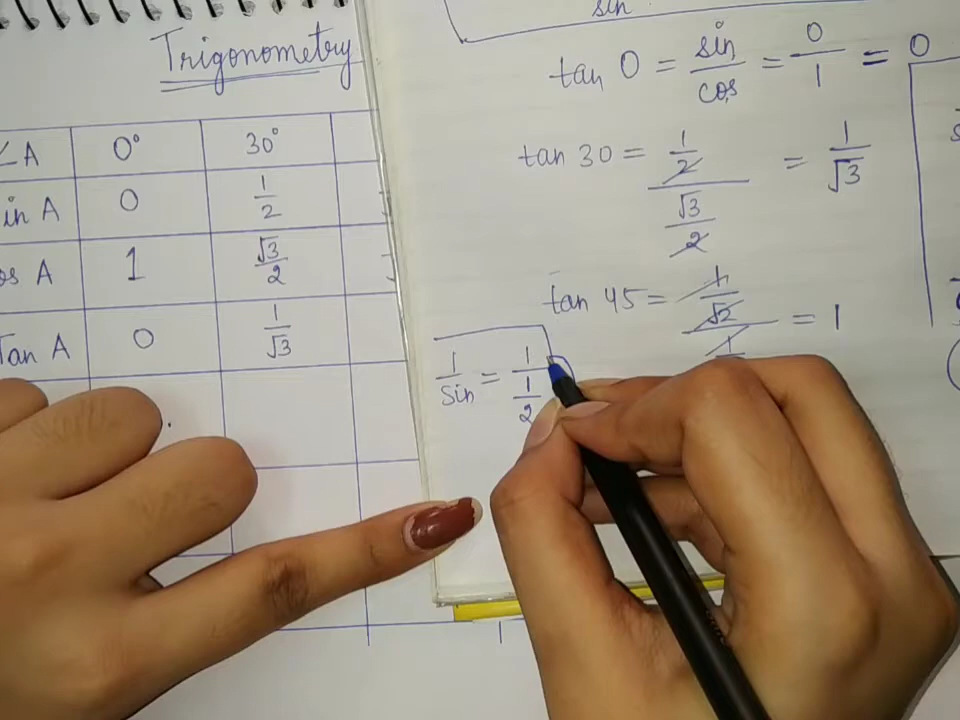 Trigonometry
∠A 0° 30°
in A 0 1/2
os A 1 √3/2
Tan A 0 1/√3
sin
tan 0 = sin/cos = 0/1 = 0
tan 30 = 1/2 / √3/2 = 1/√3
tan 45 = 1/√2 / 1 = 1
1/sin = 1 / 1/2